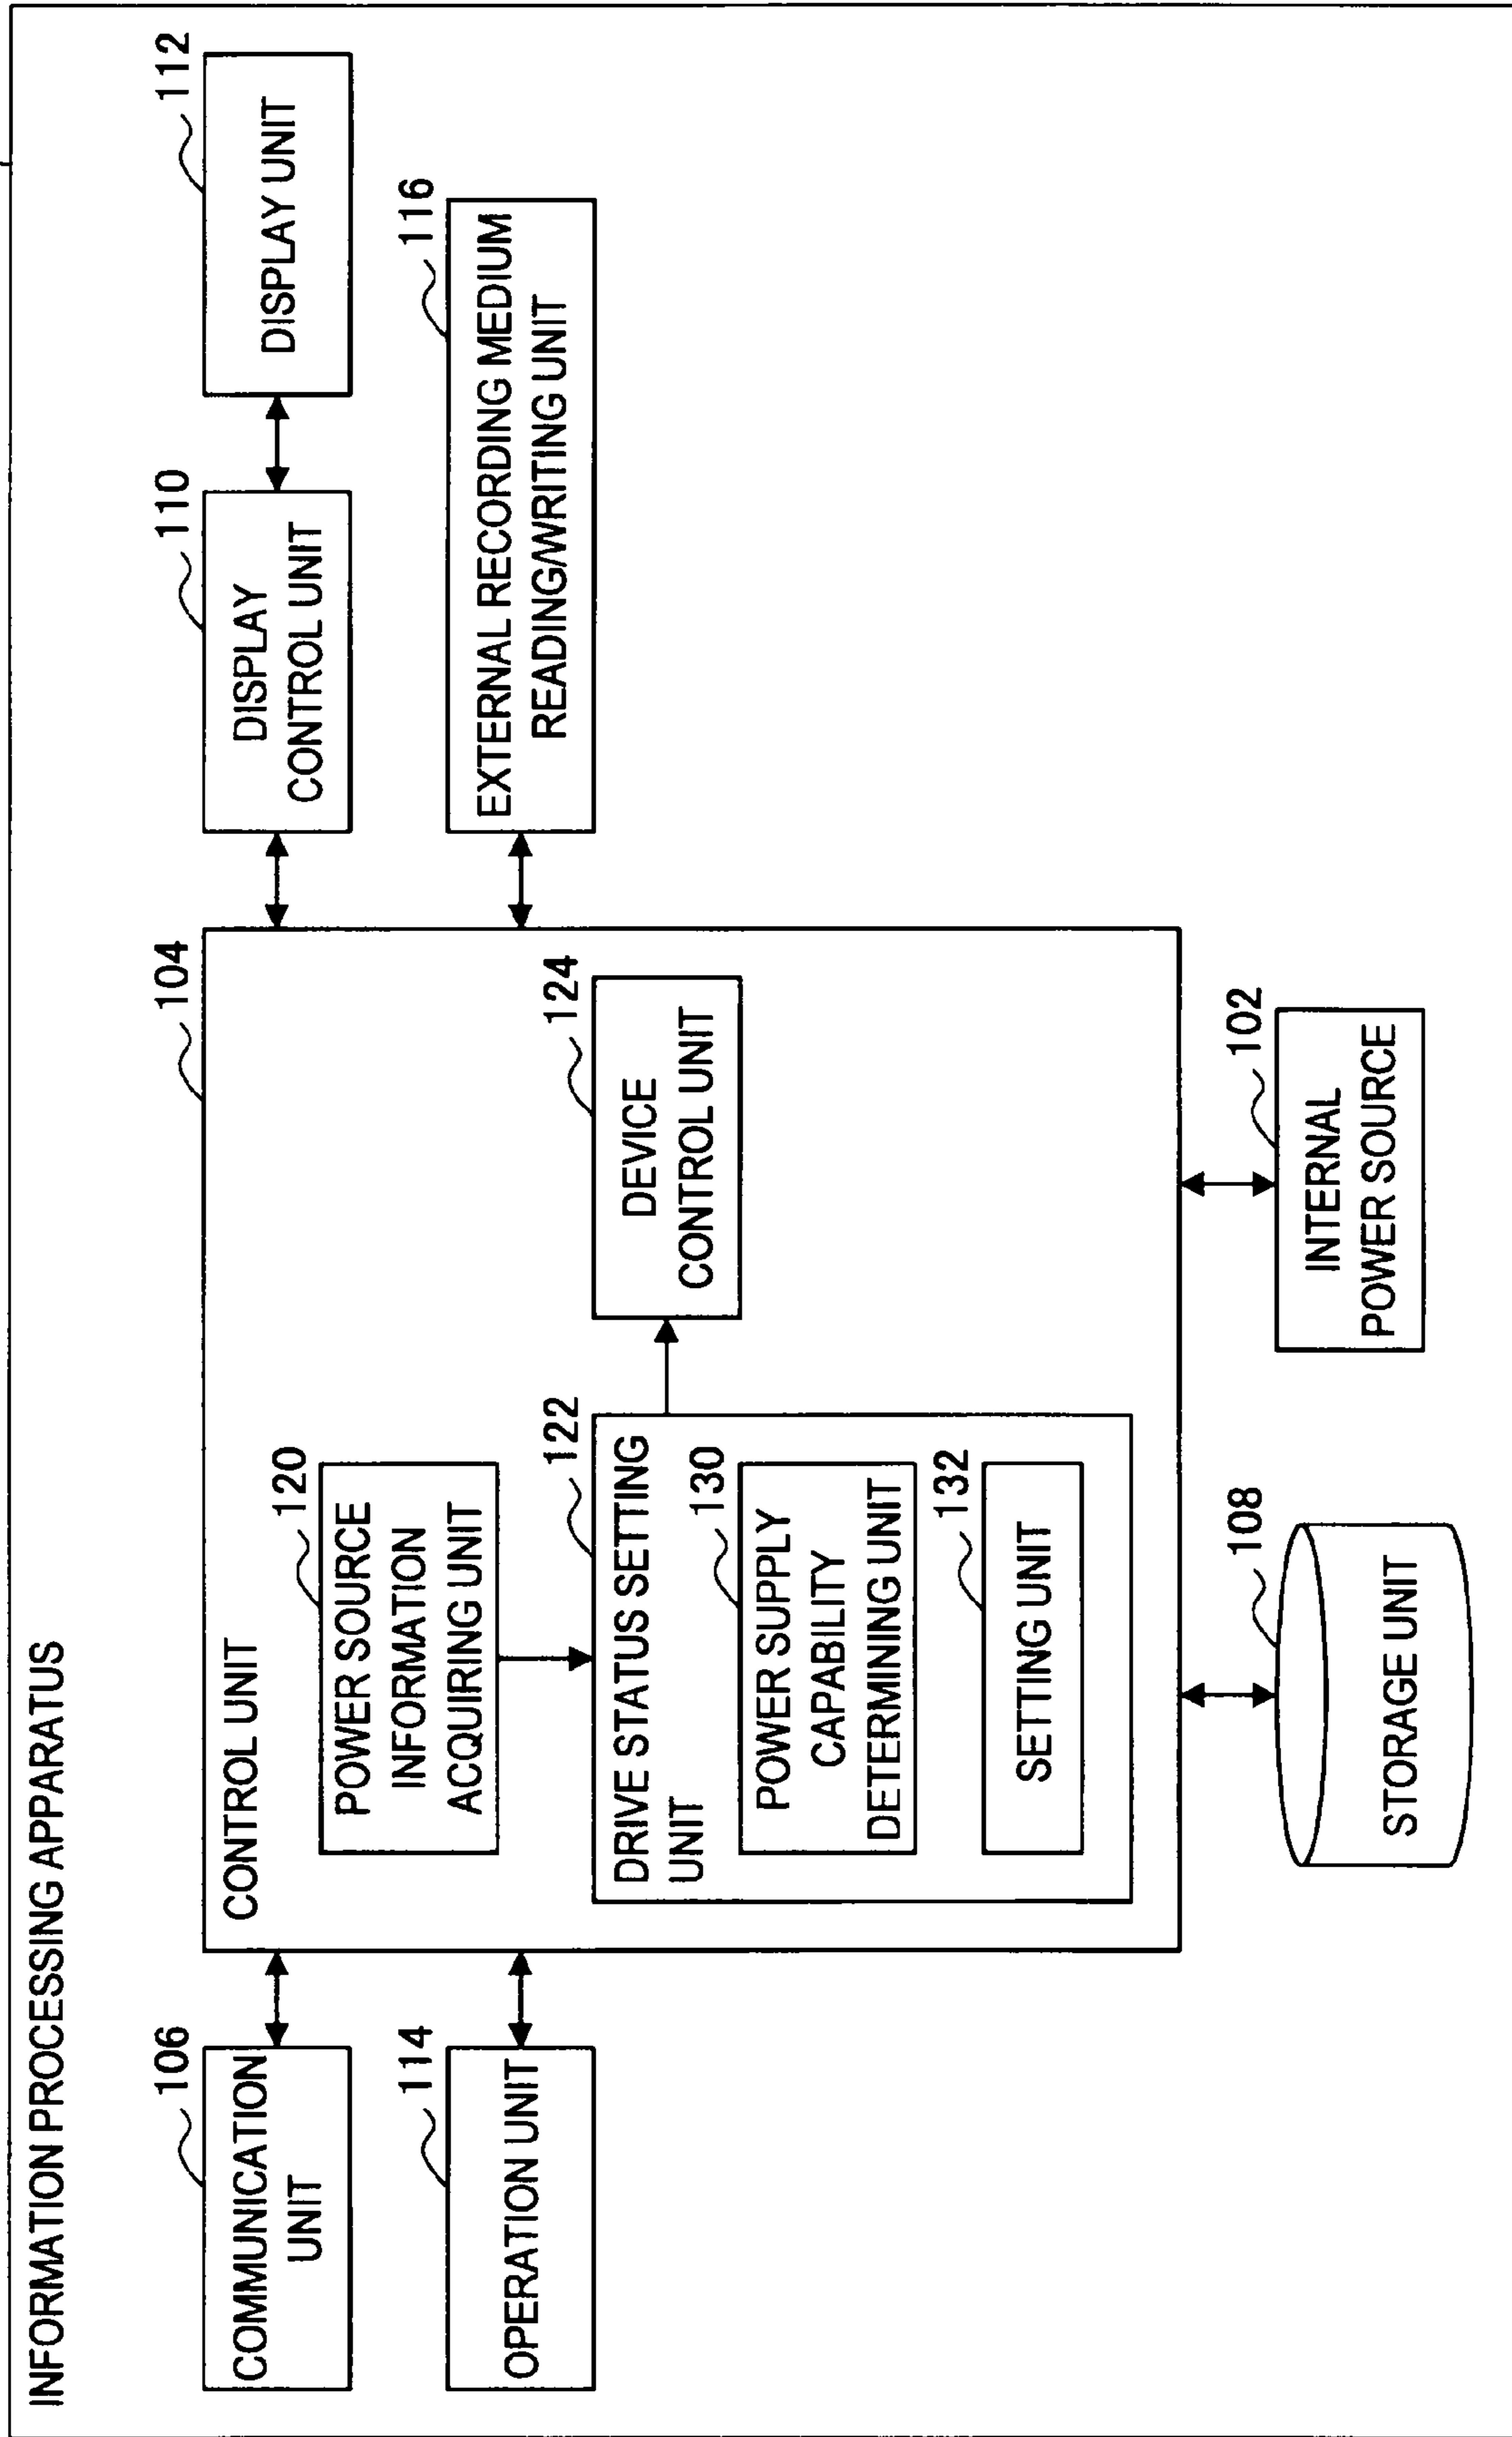 INFORMATION PROCESSING APPARATUS
106
COMMUNICATION
UNIT
114
OPERATION UNIT
104
CONTROL UNIT
120
POWER SOURCE
INFORMATION
ACQUIRING UNIT
122
DRIVE STATUS SETTING
UNIT
130
POWER SUPPLY
CAPABILITY
DETERMINING UNIT
132
SETTING UNIT
124
DEVICE
CONTROL UNIT
110
DISPLAY
CONTROL UNIT
112
DISPLAY UNIT
116
EXTERNAL RECORDING MEDIUM
READING/WRITING UNIT
108
STORAGE UNIT
102
INTERNAL
POWER SOURCE